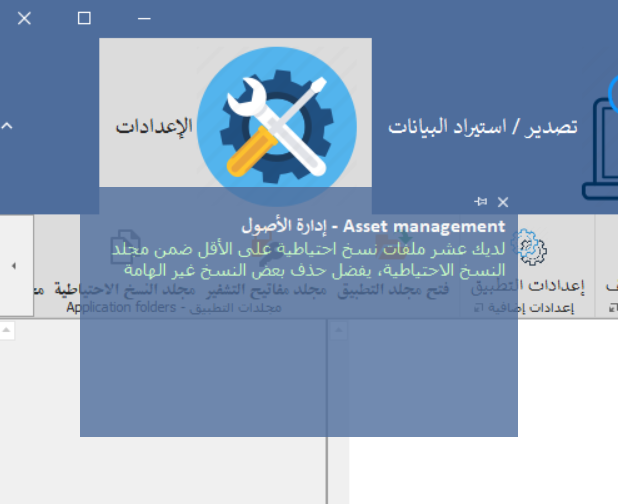 تصدير / استيراد البيانات
الإعدادات
Asset management - إدارة الأصول
لديك عشر ملفات نسخ احتياطية على الأقل ضمن مجلد
النسخ الاحتياطية، يفضل حذف بعض النسخ غير الهامة
إعدادات التطبيق
فتح مجلد التطبيق
مجلد مفاتيح التشفير
مجلد النسخ الاحتياطية
إعدادات إضافية
مجلدات التطبيق - Application folders